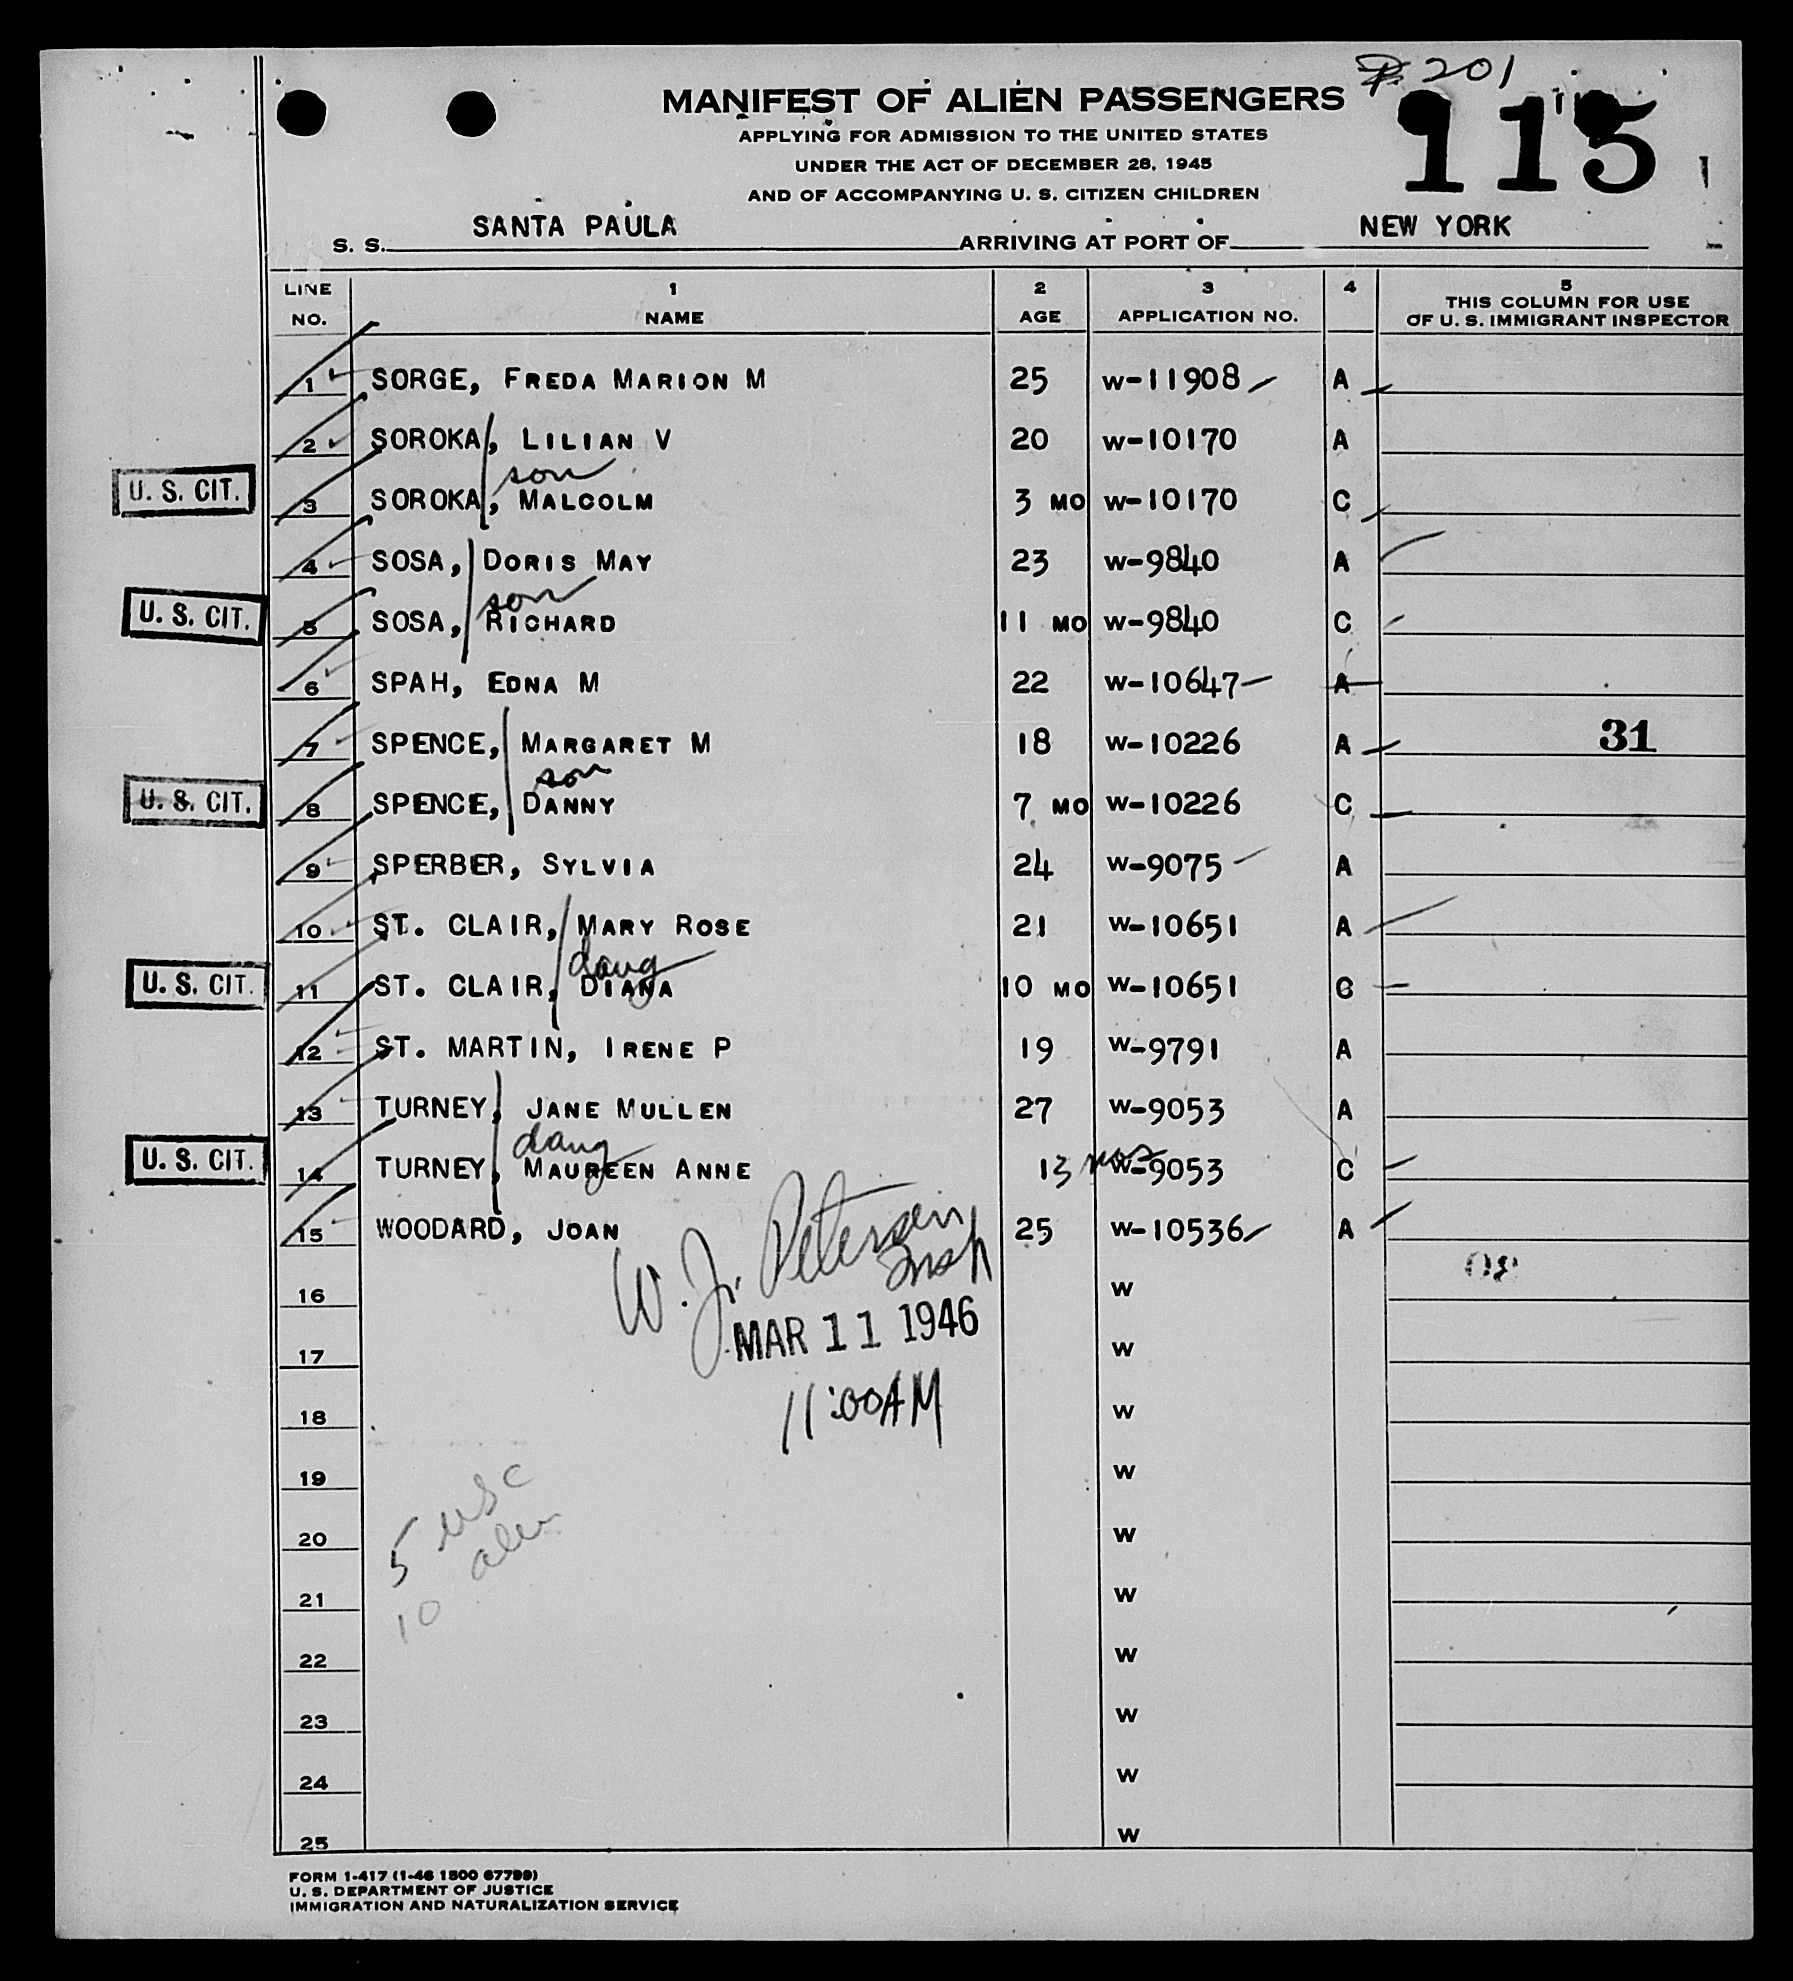 P. 201
MANIFEST OF ALIEN PASSENGERS
115
APPLYING FOR ADMISSION TO THE UNITED STATES
UNDER THE ACT OF DECEMBER 28, 1945
AND OF ACCOMPANYING U. S. CITIZEN CHILDREN
S. S. SANTA PAULA ARRIVING AT PORT OF NEW YORK
LINE NO. 1 NAME 2 AGE 3 APPLICATION NO. 4 5 THIS COLUMN FOR USE OF U. S. IMMIGRANT INSPECTOR
1 SORGE, FREDA MARION M 25 W-11908 A
2 SOROKA, LILIAN V 20 W-10170 A
son
U. S. CIT. 3 SOROKA, MALCOLM 3 MO W-10170 C
4 SOSA, DORIS MAY 23 W-9840 A
son
U. S. CIT. 5 SOSA, RICHARD 11 MO W-9840 C
6 SPAH, EDNA M 22 W-10647 A
7 SPENCE, MARGARET M 18 W-10226 A 31
son
U. S. CIT. 8 SPENCE, DANNY 7 MO W-10226 C
9 SPERBER, SYLVIA 24 W-9075 A
10 ST. CLAIR, MARY ROSE 21 W-10651 A
daug
U. S. CIT. 11 ST. CLAIR, DIANA 10 MO W-10651 C
12 ST. MARTIN, IRENE P 19 W-9791 A
13 TURNEY, JANE MULLEN 27 W-9053 A
daug
U. S. CIT. 14 TURNEY, MAUREEN ANNE 13 mos W-9053 C
15 WOODARD, JOAN 25 W-10536 A
W. J. Petersen
Insp
16 W
MAR 11 1946
17 W
11:00AM
18 W
19 W
5 usc
20 W
10 alien
21 W
22 W
23 W
24 W
25 W
FORM I-417 (1-46 1500 67799)
U. S. DEPARTMENT OF JUSTICE
IMMIGRATION AND NATURALIZATION SERVICE